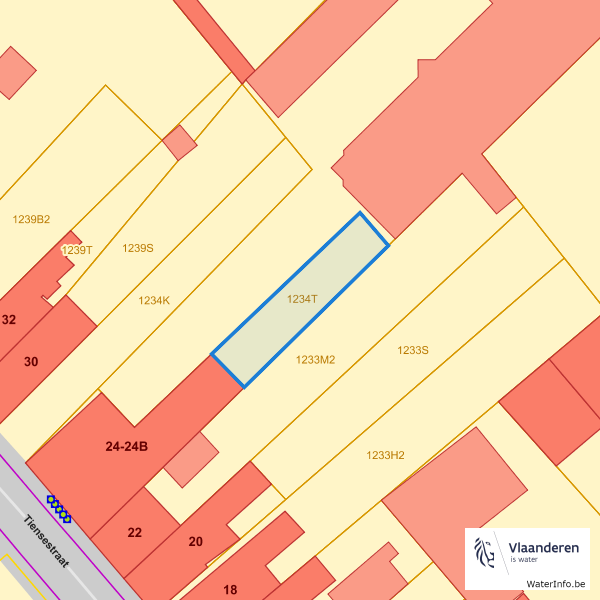 1239B2
1239T
1239S
1234K
1234T
32
30
1233M2
1233S
24-24B
1233H2
22
20
18
Tiensestraat
Vlaanderen
is water
WaterInfo.be